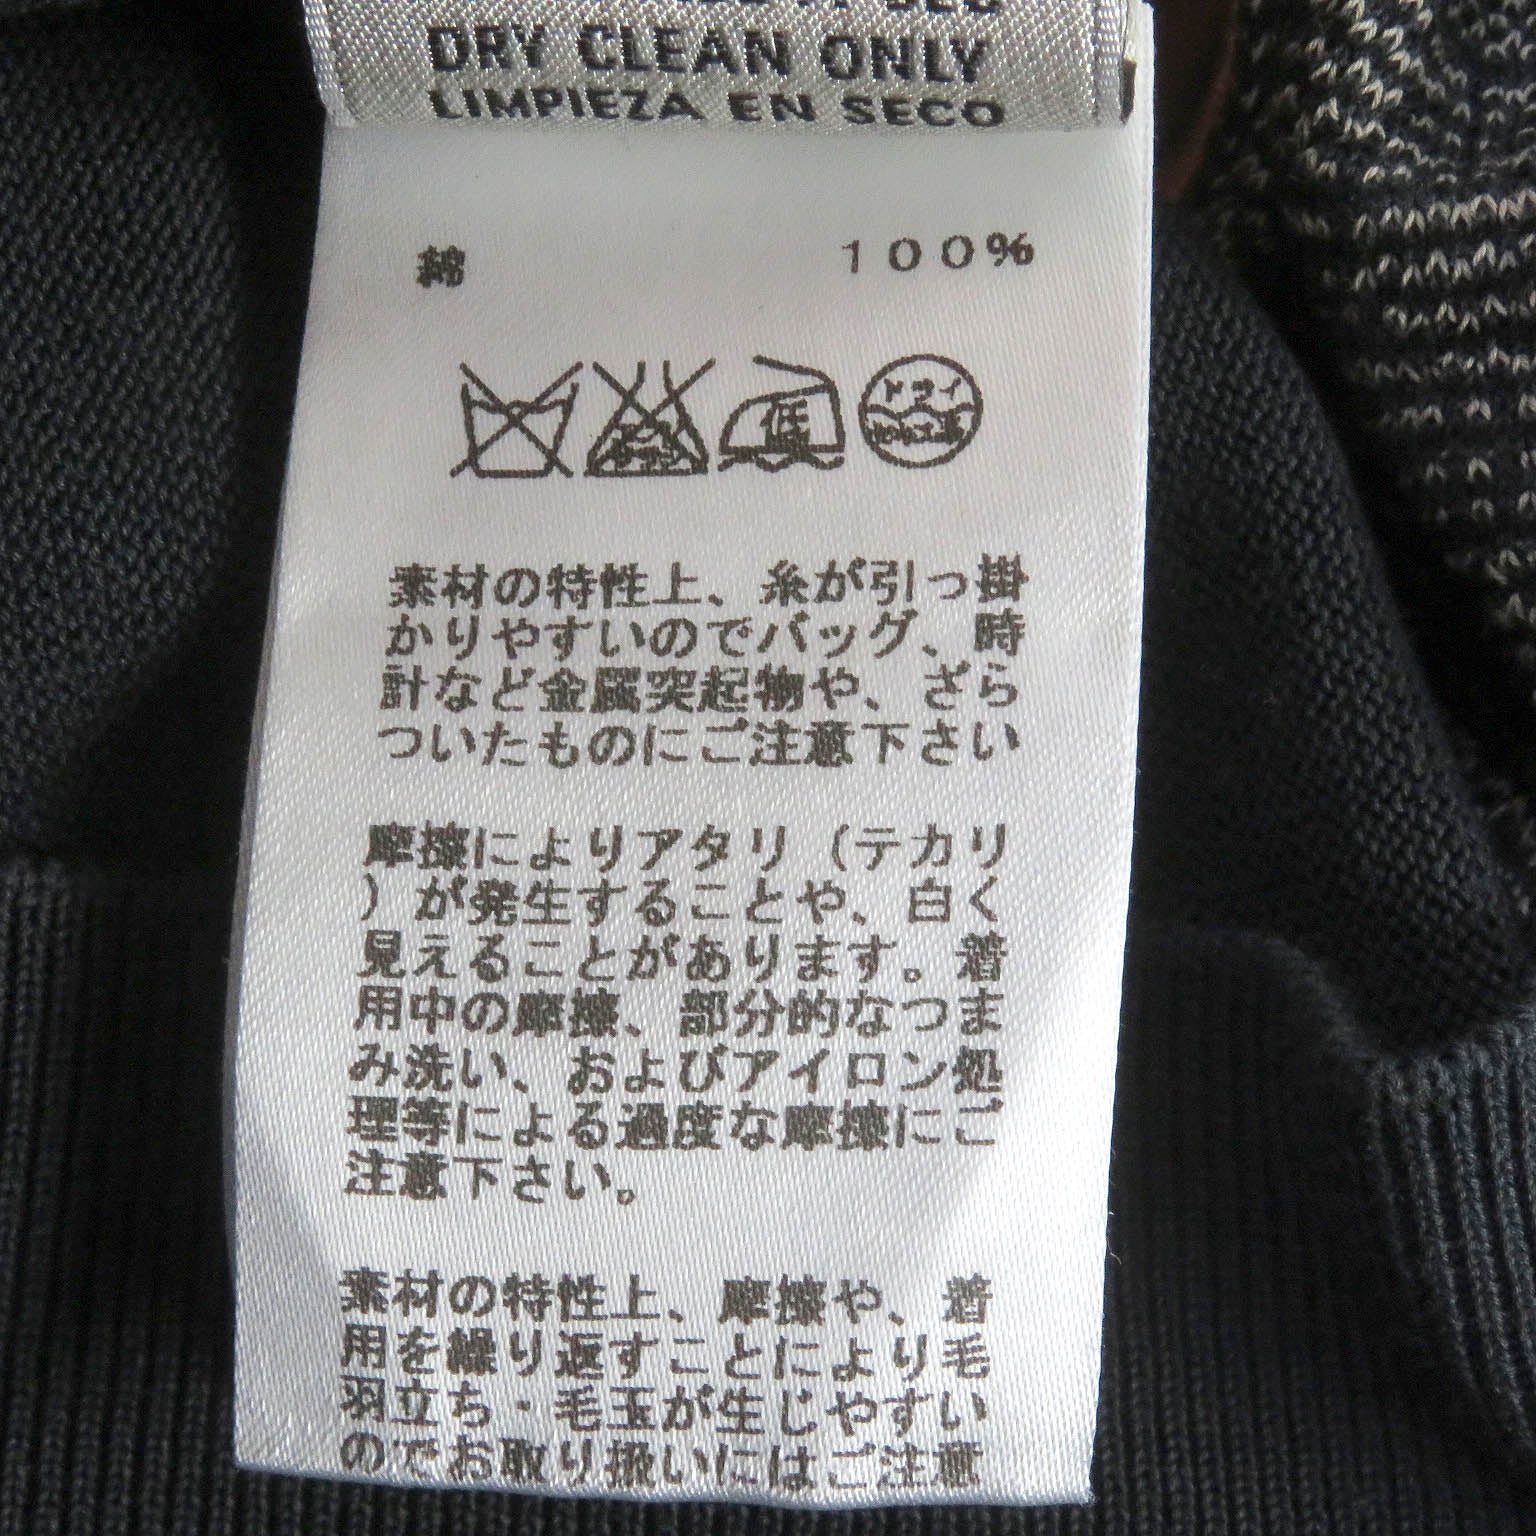 DRY CLEAN ONLY
LIMPIEZA EN SECO
綿 100%
低 ドライ
素材の特性上、糸が引っ掛
かりやすいのでバッグ、時
計など金属突起物や、ざら
ついたものにご注意下さい
摩擦によりアタリ（テカリ
）が発生することや、白く
見えることがあります。着
用中の摩擦、部分的なつま
み洗い、およびアイロン処
理等による過度な摩擦にご
注意下さい。
素材の特性上、摩擦や、着
用を繰り返すことにより毛
羽立ち・毛玉が生じやすい
のでお取り扱いにはご注意